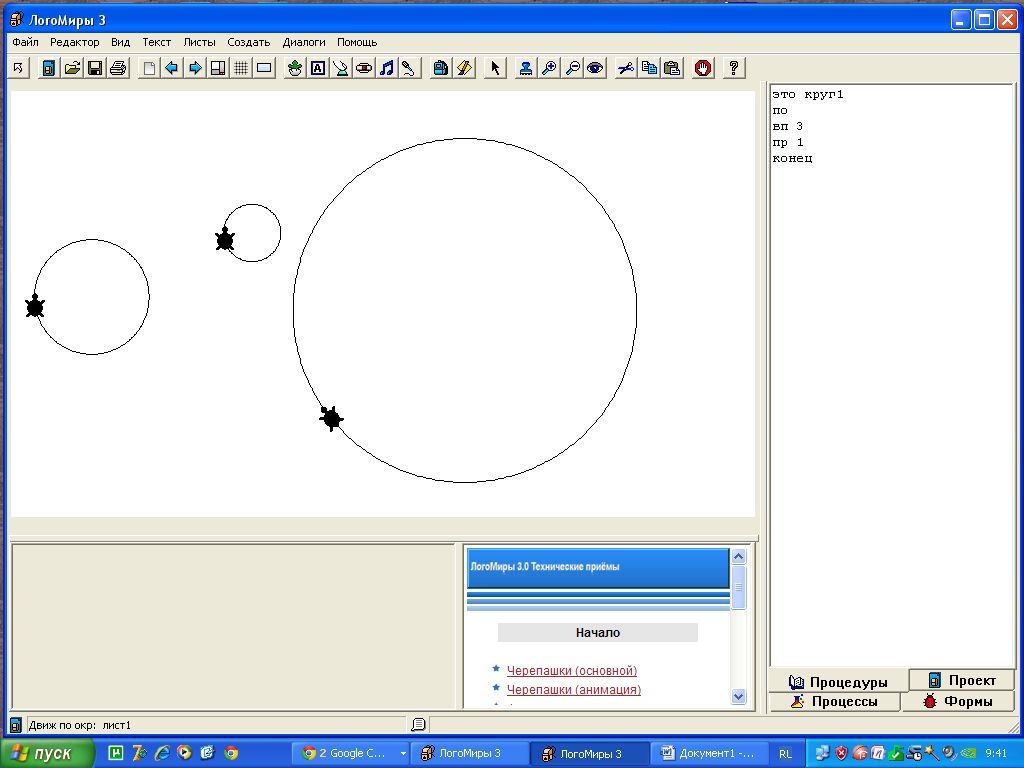 ЛогоМиры 3
Файл Редактор Вид Текст Листы Создать Диалоги Помощь
это круг1
по
вп 3
пр 1
конец
ЛогоМиры 3.0 Технические приёмы
Начало
Черепашки (основной)
Черепашки (анимация)
Процедуры Проект
Процессы Формы
Движ по окр: лист1
пуск 2 Google C... ЛогоМиры 3 ЛогоМиры 3 Документ1 -... RL 9:41